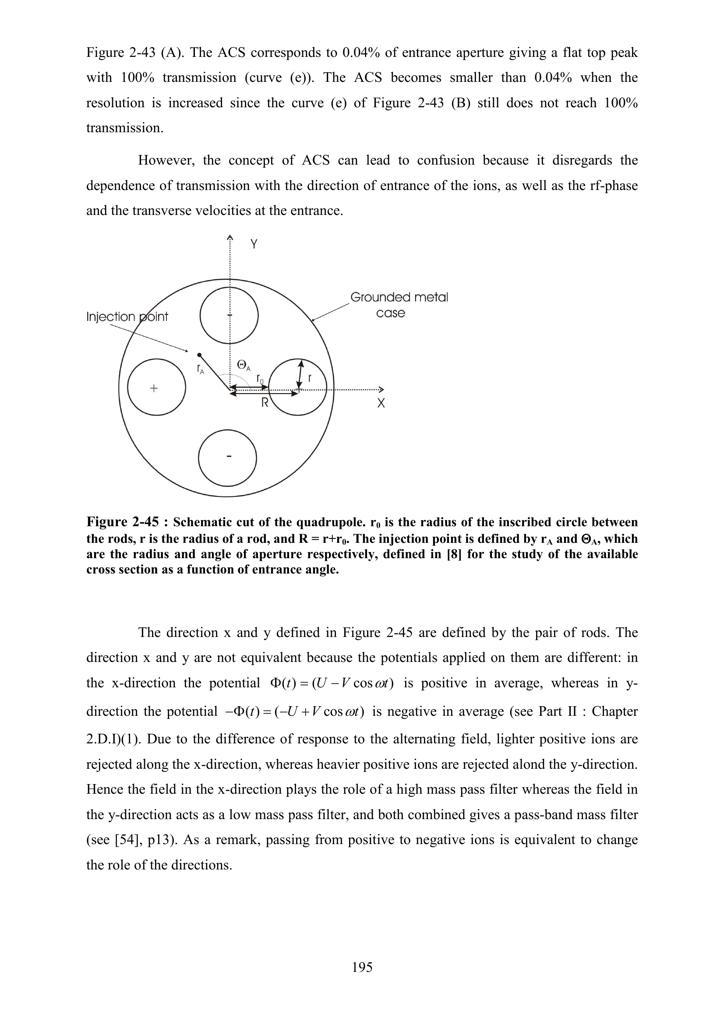 Figure 2-43 (A). The ACS corresponds to 0.04% of entrance aperture giving a flat top peak
with 100% transmission (curve (e)). The ACS becomes smaller than 0.04% when the
resolution is increased since the curve (e) of Figure 2-43 (B) still does not reach 100%
transmission.
However, the concept of ACS can lead to confusion because it disregards the
dependence of transmission with the direction of entrance of the ions, as well as the rf-phase
and the transverse velocities at the entrance.
Y
Grounded metal
case
Injection point
-
r_A
Θ_A
r_0
r
+
+
R
X
-
Figure 2-45 : Schematic cut of the quadrupole. r₀ is the radius of the inscribed circle between
the rods, r is the radius of a rod, and R = r+r₀. The injection point is defined by r_A and Θ_A, which
are the radius and angle of aperture respectively, defined in [8] for the study of the available
cross section as a function of entrance angle.
The direction x and y defined in Figure 2-45 are defined by the pair of rods. The
direction x and y are not equivalent because the potentials applied on them are different: in
the x-direction the potential Φ(t) = (U − V cos ωt) is positive in average, whereas in y-
direction the potential −Φ(t) = (−U + V cos ωt) is negative in average (see Part II : Chapter
2.D.I)(1). Due to the difference of response to the alternating field, lighter positive ions are
rejected along the x-direction, whereas heavier positive ions are rejected alond the y-direction.
Hence the field in the x-direction plays the role of a high mass pass filter whereas the field in
the y-direction acts as a low mass pass filter, and both combined gives a pass-band mass filter
(see [54], p13). As a remark, passing from positive to negative ions is equivalent to change
the role of the directions.
195